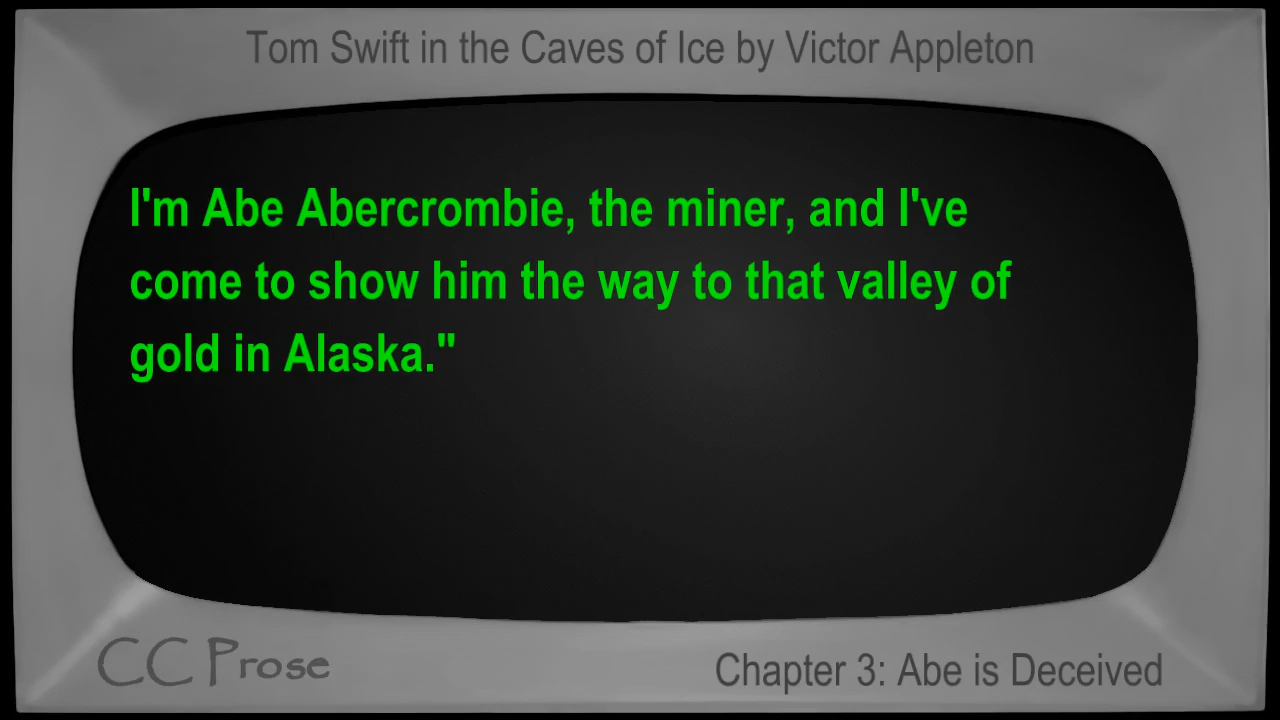 Tom Swift in the Caves of Ice by Victor Appleton
I'm Abe Abercrombie, the miner, and I've
come to show him the way to that valley of
gold in Alaska."
CC Prose
Chapter 3: Abe is Deceived